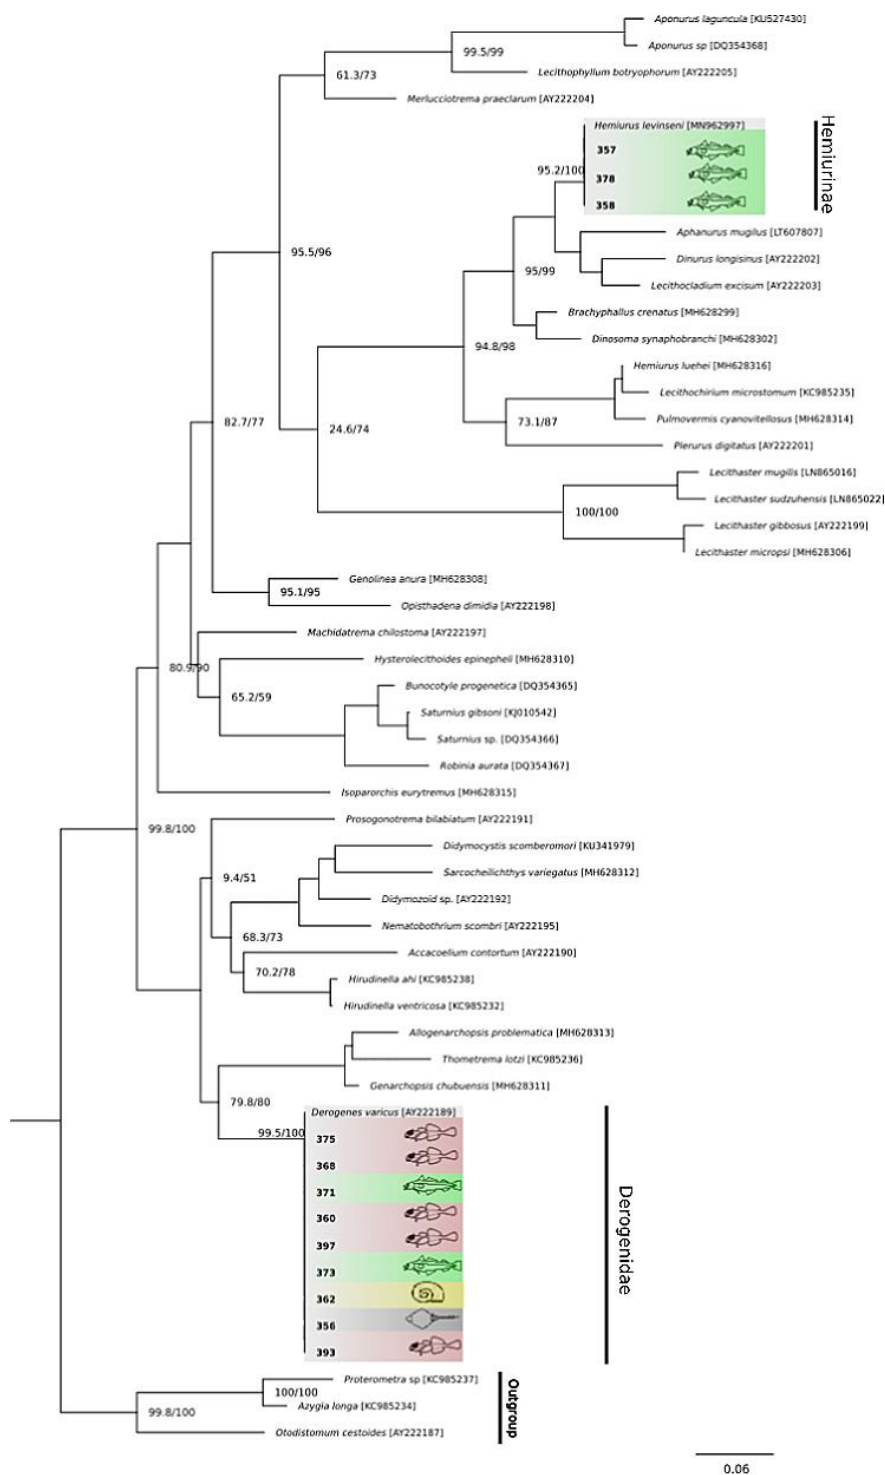 Aponurus laguncula [KU527430]
Aponurus sp [DQ354368]
99.5/99
Lecithophyllum botryophorum [AY222205]
61.3/73
Merlucciotrema praeclarum [AY222204]
Hemiurus levinseni [MN962997]
357
95.2/100
378
358
Hemiurinae
Aphanurus mugilus [LT607807]
Dinurus longisinus [AY222202]
95.5/96
95/99
Lecithocladium excisum [AY222203]
Brachyphallus crenatus [MH628299]
Dinosoma synaphobranchi [MH628302]
94.8/98
Hemiurus luehei [MH628316]
Lecithochirium microstomum [KC985235]
Pulmovermis cyanovitellosus [MH628314]
82.7/77
24.6/74
73.1/87
Plerurus digitatus [AY222201]
Lecithaster mugilis [LN865016]
Lecithaster sudzuhensis [LN865022]
100/100
Lecithaster gibbosus [AY222199]
Lecithaster micropsi [MH628306]
Genolinea anura [MH628308]
95.1/95
Opisthadena dimidia [AY222198]
Machidatrema chilostoma [AY222197]
Hysterolecithoides epinepheli [MH628310]
80.9/90
Bunocotyle progenetica [DQ354365]
65.2/59
Saturnius gibsoni [KJ010542]
Saturnius sp. [DQ354366]
Robinia aurata [DQ354367]
Isoparorchis eurytremus [MH628315]
Prosogonotrema bilabiatum [AY222191]
99.8/100
Didymocystis scomberomori [KU341979]
Sarcocheilichthys variegatus [MH628312]
9.4/51
Didymozoid sp. [AY222192]
Nematobothrium scombri [AY222195]
68.3/73
Accacoelium contortum [AY222190]
70.2/78
Hirudinella ahi [KC985238]
Hirudinella ventricosa [KC985232]
Allogenarchopsis problematica [MH628313]
Thometrema lotzi [KC985236]
Genarchopsis chubuensis [MH628311]
79.8/80
Derogenes varicus [AY222189]
99.5/100
375
368
371
360
397
373
362
356
393
Derogenidae
Proterometra sp [KC985237]
100/100
Azygia longa [KC985234]
99.8/100
Otodistomum cestoides [AY222187]
Outgroup
0.06